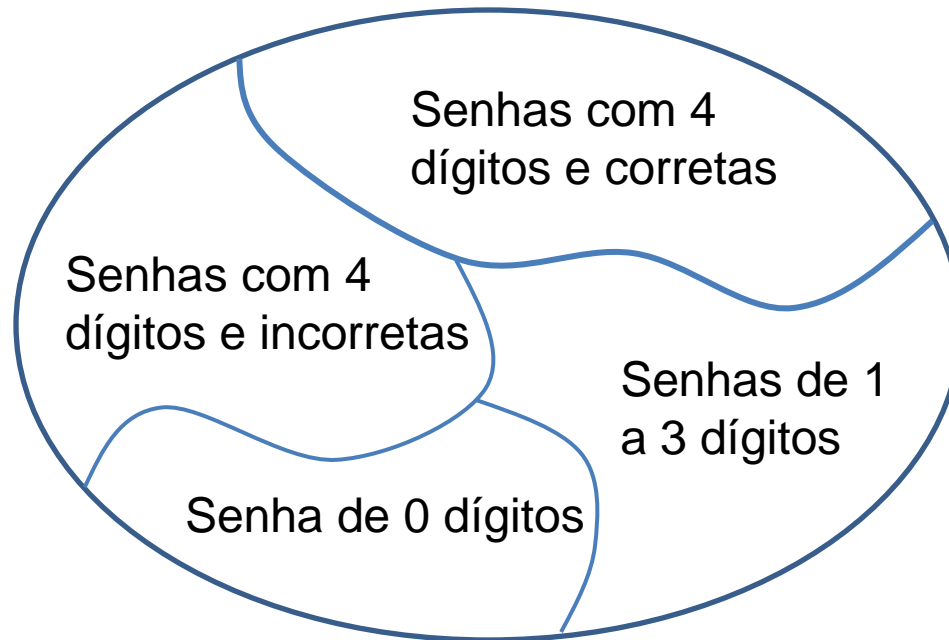 Senhas com 4
dígitos e corretas
Senhas com 4
dígitos e incorretas
Senhas de 1
a 3 dígitos
Senha de 0 dígitos